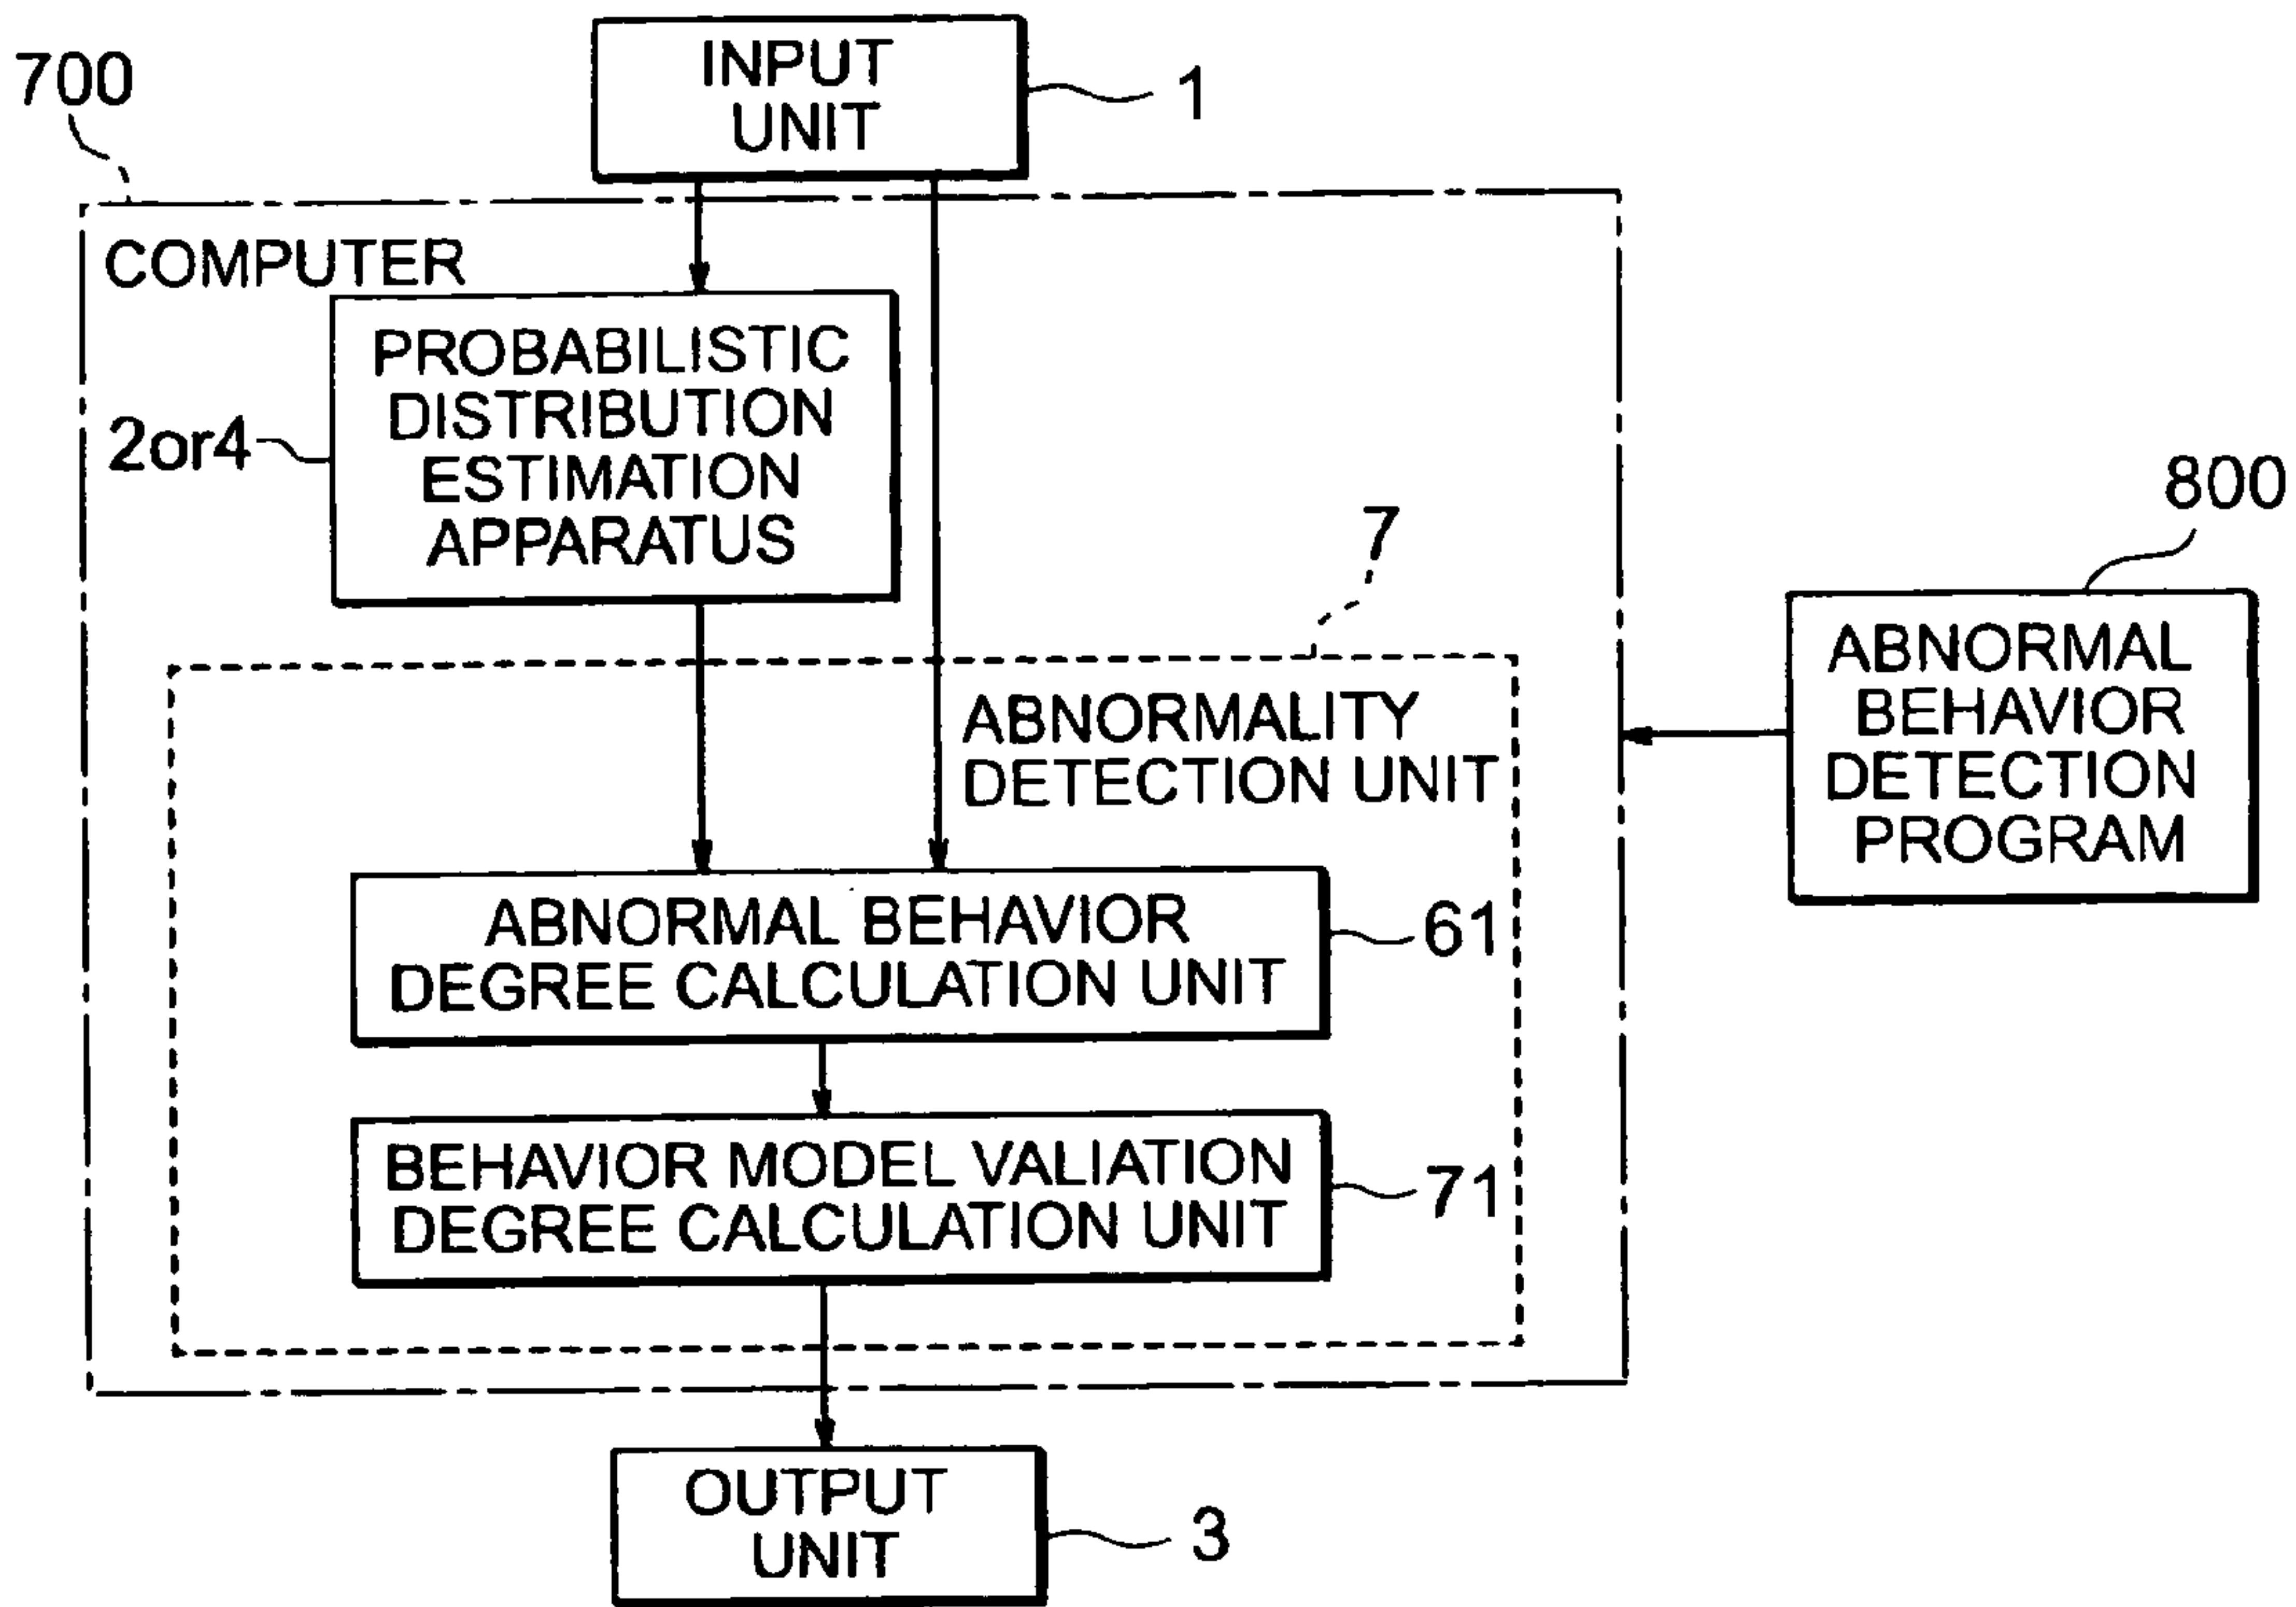 INPUT
UNIT
1
700
COMPUTER
PROBABILISTIC
DISTRIBUTION
ESTIMATION
APPARATUS
2or4
7
ABNORMALITY
DETECTION UNIT
800
ABNORMAL
BEHAVIOR
DETECTION
PROGRAM
ABNORMAL BEHAVIOR
DEGREE CALCULATION UNIT
61
BEHAVIOR MODEL VALIATION
DEGREE CALCULATION UNIT
71
OUTPUT
UNIT
3